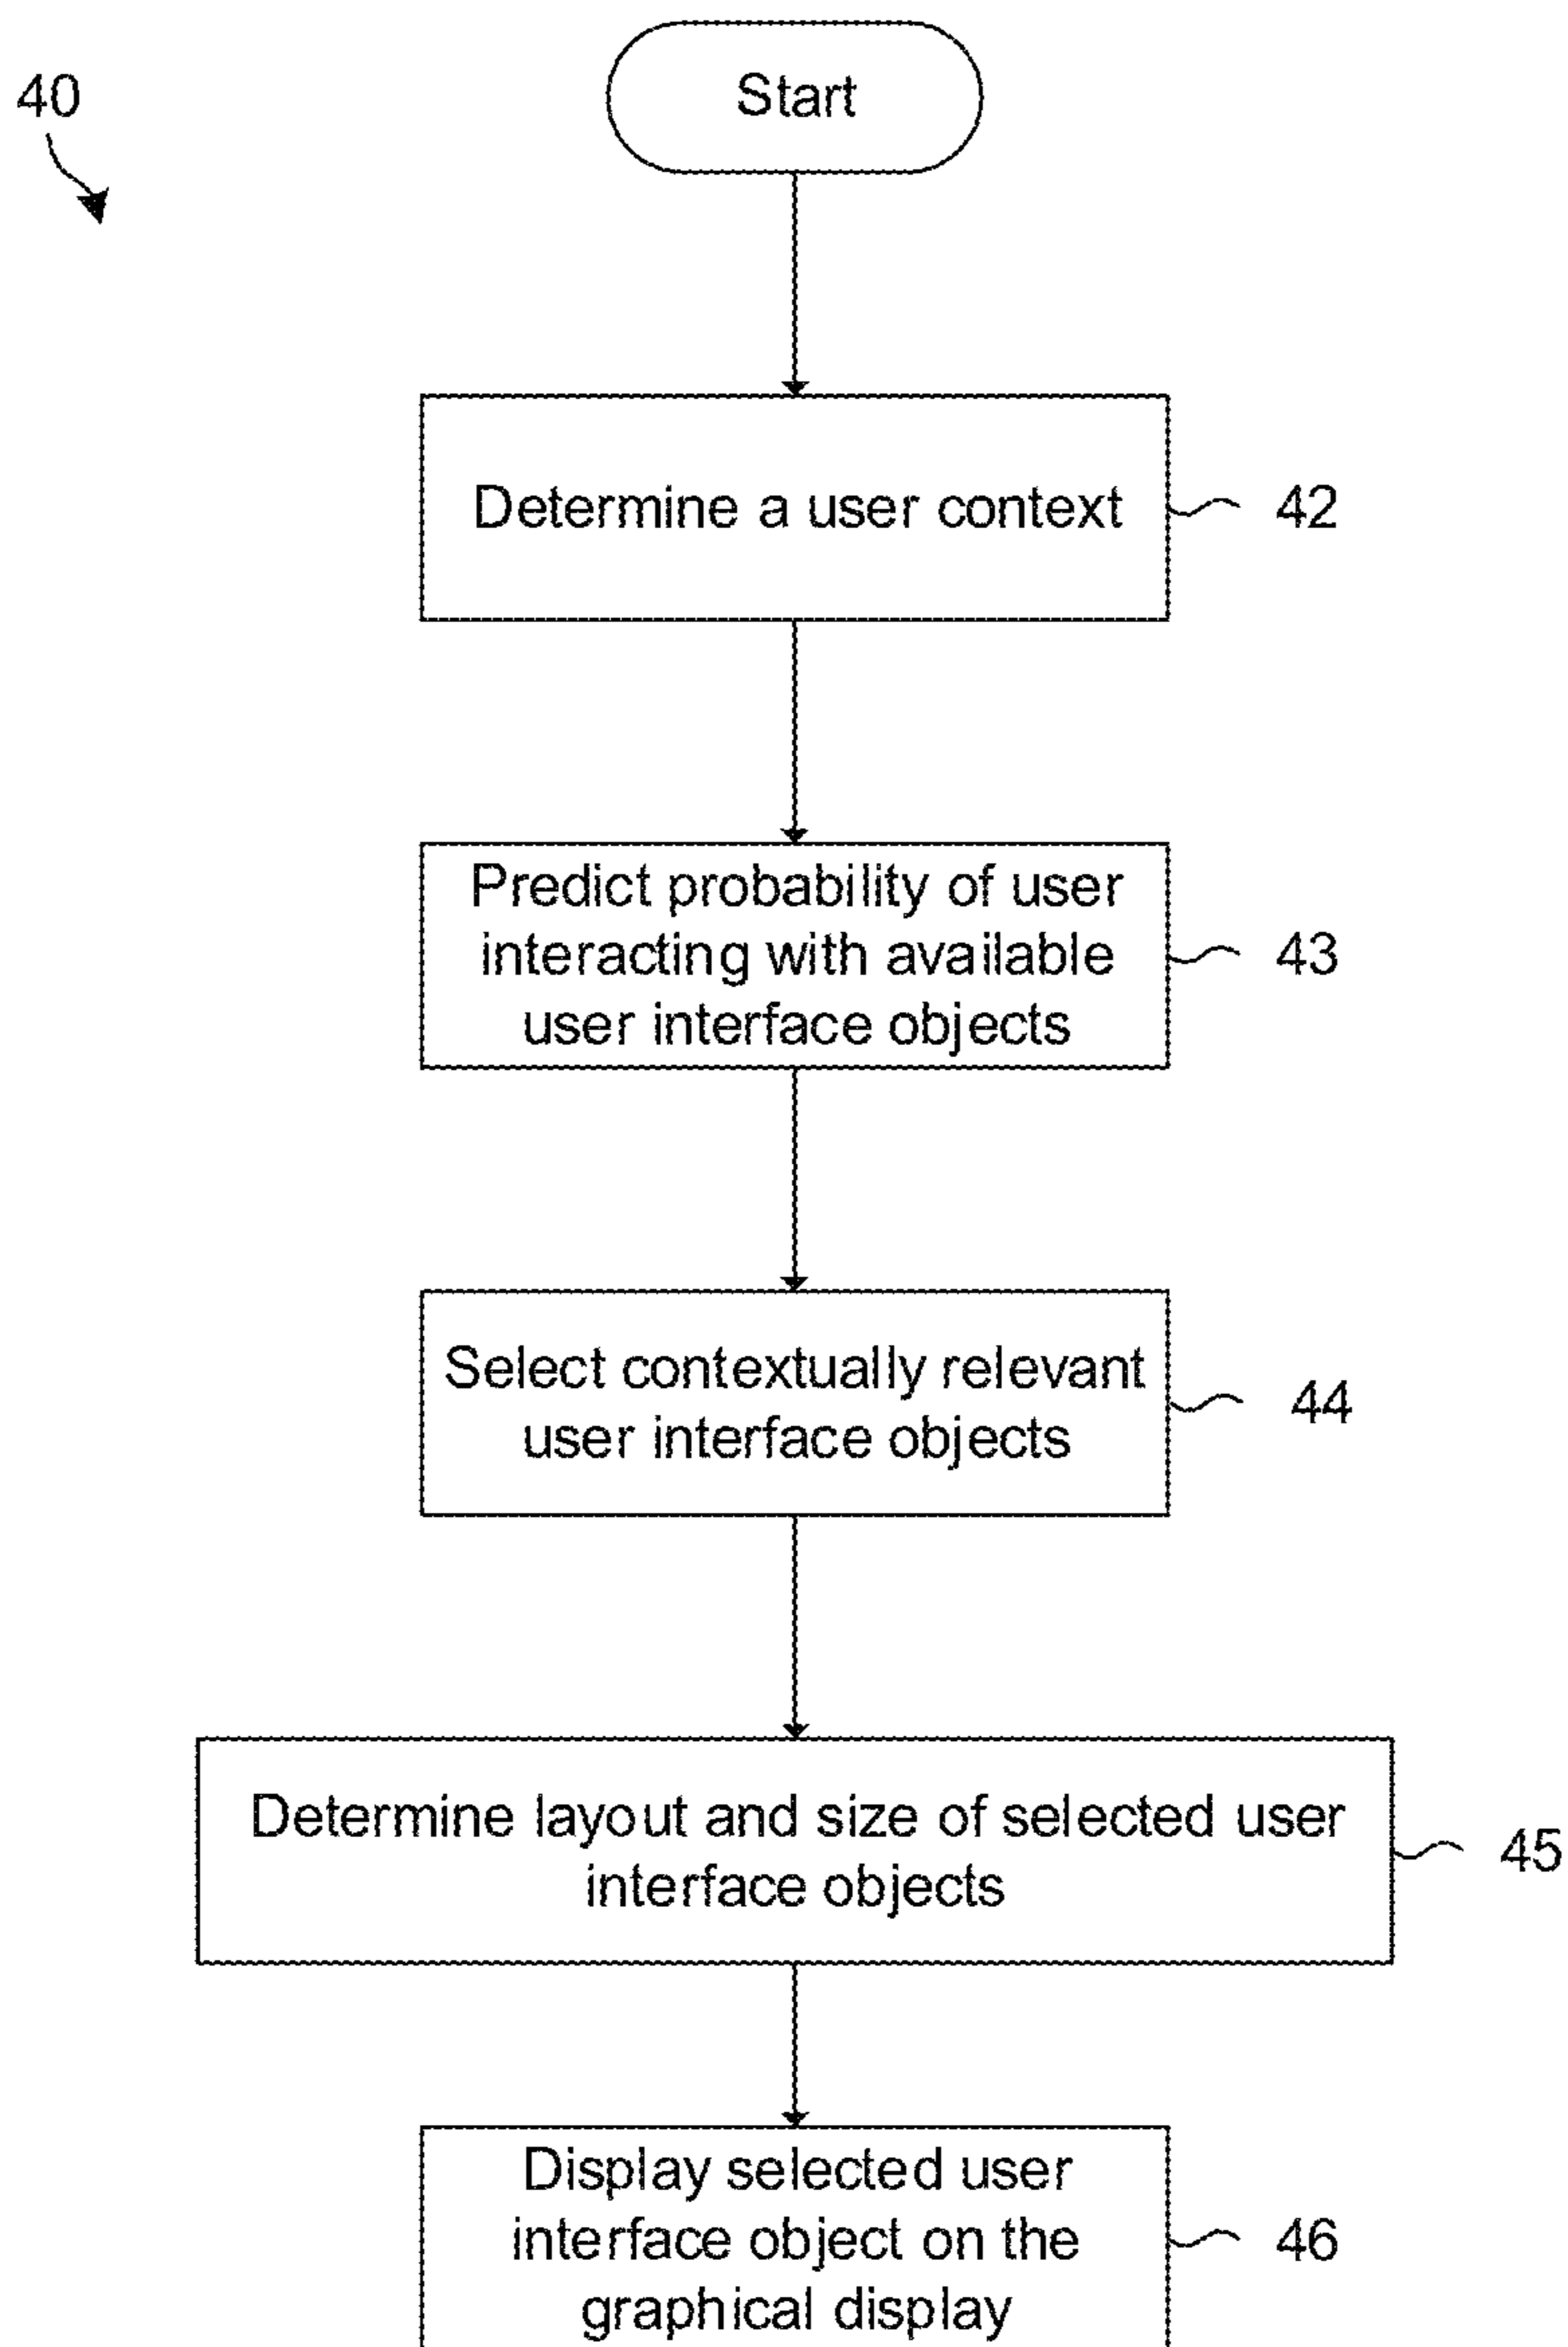 40
Start
Determine a user context
42
Predict probability of user
interacting with available
user interface objects
43
Select contextually relevant
user interface objects
44
Determine layout and size of selected user
interface objects
45
Display selected user
interface object on the
graphical display
46